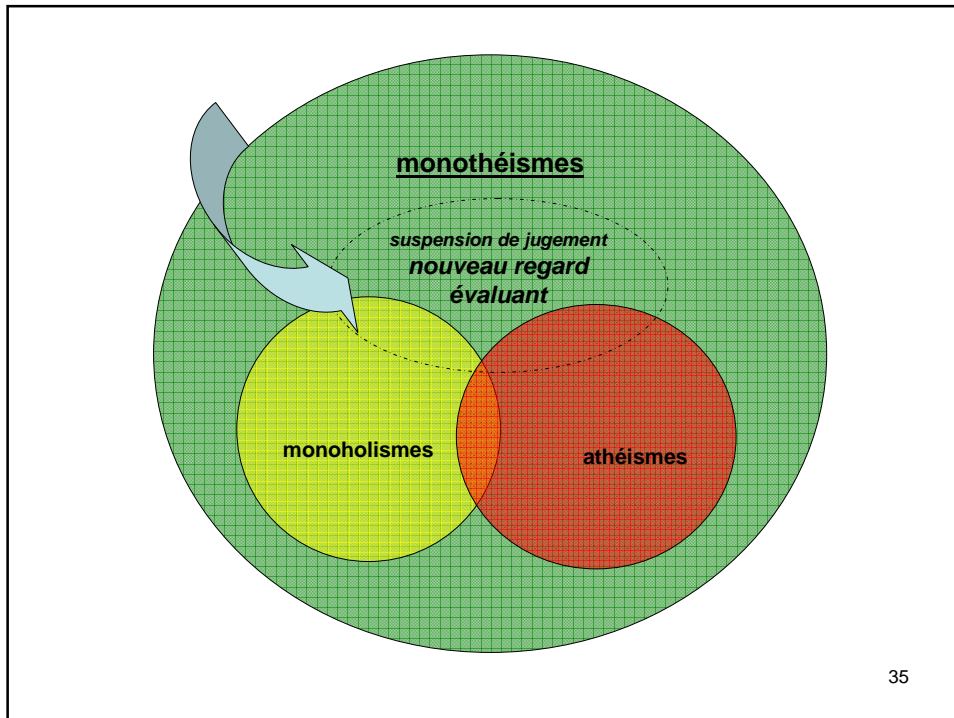 monothéismes
suspension de jugement
nouveau regard
évaluant
monoholismes
athéismes
35